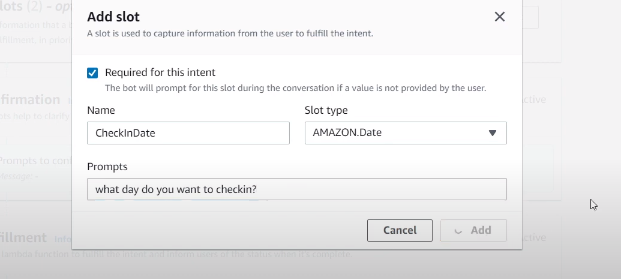 Add slot
A slot is used to capture information from the user to fulfill the intent.
Required for this intent
The bot will prompt for this slot during the conversation if a value is not provided by the user.
Name
Slot type
CheckInDate
AMAZON.Date
Prompts
what day do you want to checkin?
Cancel
Add